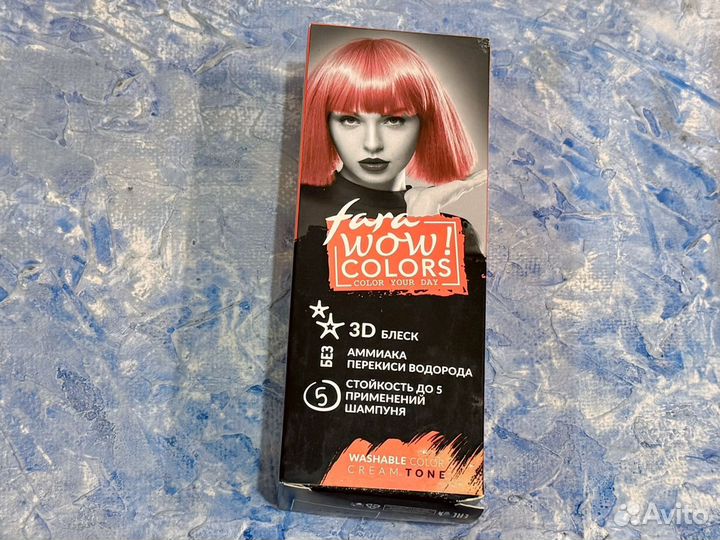 fara
WOW!
COLORS
COLOR YOUR DAY
3D БЛЕСК
БЕЗ
АММИАКА
ПЕРЕКИСИ ВОДОРОДА
5
СТОЙКОСТЬ ДО 5
ПРИМЕНЕНИЙ
ШАМПУНЯ
WASHABLE COLOR
CREAM TONE
Avito